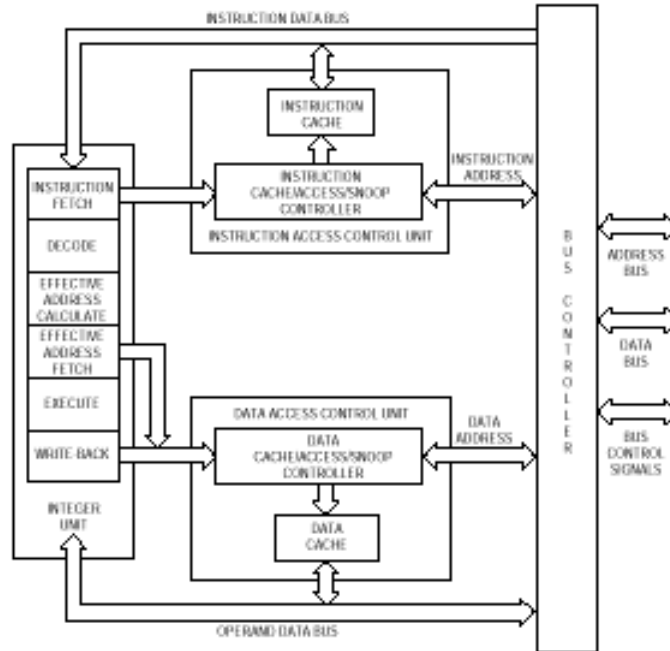 INSTRUCTION DATA BUS
INSTRUCTION
CACHE
INSTRUCTION
FETCH
INSTRUCTION
CACHE/ACCESS/SNOOP
CONTROLLER
INSTRUCTION
ADDRESS
INSTRUCTION ACCESS CONTROL UNIT
DECODE
EFFECTIVE
ADDRESS
CALCULATE
EFFECTIVE
ADDRESS
FETCH
EXECUTE
WRITE-BACK
INTEGER
UNIT
DATA ACCESS CONTROL UNIT
DATA
CACHE/ACCESS/SNOOP
CONTROLLER
DATA
ADDRESS
DATA
CACHE
OPERAND DATA BUS
BUS CONTROLLER
ADDRESS
BUS
DATA
BUS
BUS
CONTROL
SIGNALS